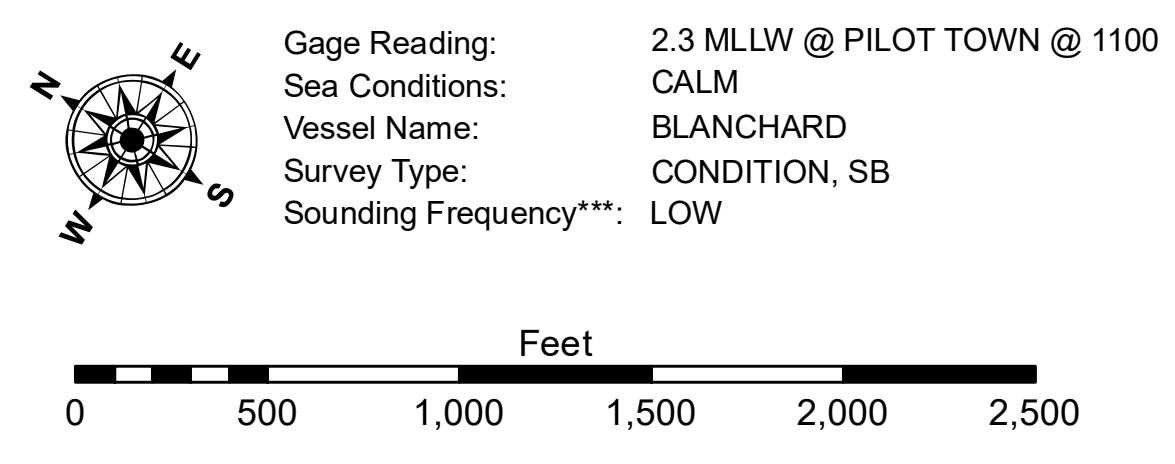 N
E
S
W
Gage Reading: 2.3 MLLW @ PILOT TOWN @ 1100
Sea Conditions: CALM
Vessel Name: BLANCHARD
Survey Type: CONDITION, SB
Sounding Frequency***: LOW
Feet
0 500 1,000 1,500 2,000 2,500